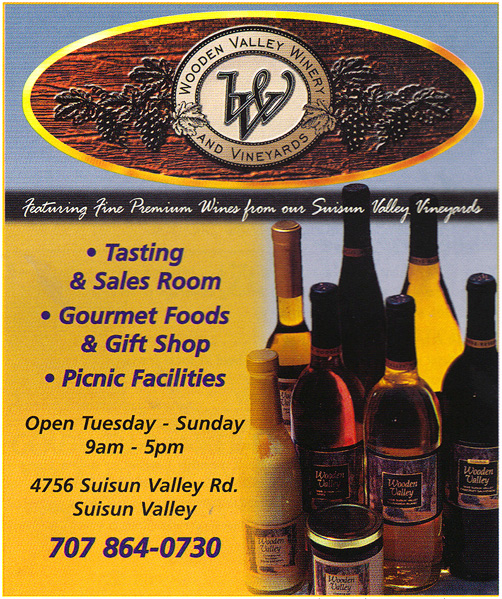 WOODEN VALLEY WINERY
AND VINEYARDS
WV
Featuring Fine Premium Wines from our Suisun Valley Vineyards
• Tasting
& Sales Room
• Gourmet Foods
& Gift Shop
• Picnic Facilities
Open Tuesday - Sunday
9am - 5pm
4756 Suisun Valley Rd.
Suisun Valley
707 864-0730
Wooden
Valley
Wooden
Valley
Wooden
Valley
Wooden
Valley
Wooden
Valley